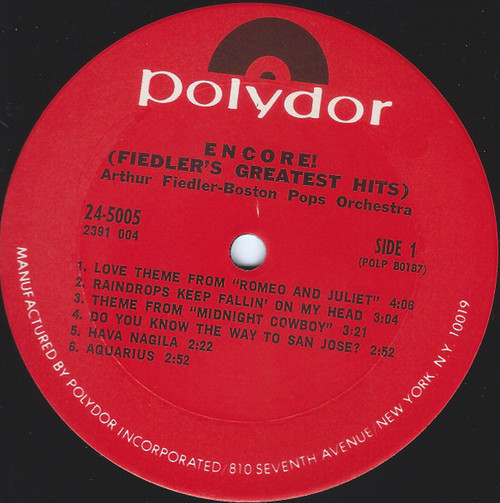 polydor
ENCORE!
(FIEDLER'S GREATEST HITS)
Arthur Fiedler-Boston Pops Orchestra
24-5005
2391 004
SIDE 1
(POLP 80187)
1. LOVE THEME FROM "ROMEO AND JULIET" 4:08
2. RAINDROPS KEEP FALLIN' ON MY HEAD 3:04
3. THEME FROM "MIDNIGHT COWBOY" 3:21
4. DO YOU KNOW THE WAY TO SAN JOSE? 2:52
5. HAVA NAGILA 2:22
6. AQUARIUS 2:52
MANUFACTURED BY POLYDOR INCORPORATED/810 SEVENTH AVENUE/NEW YORK, N.Y. 10019